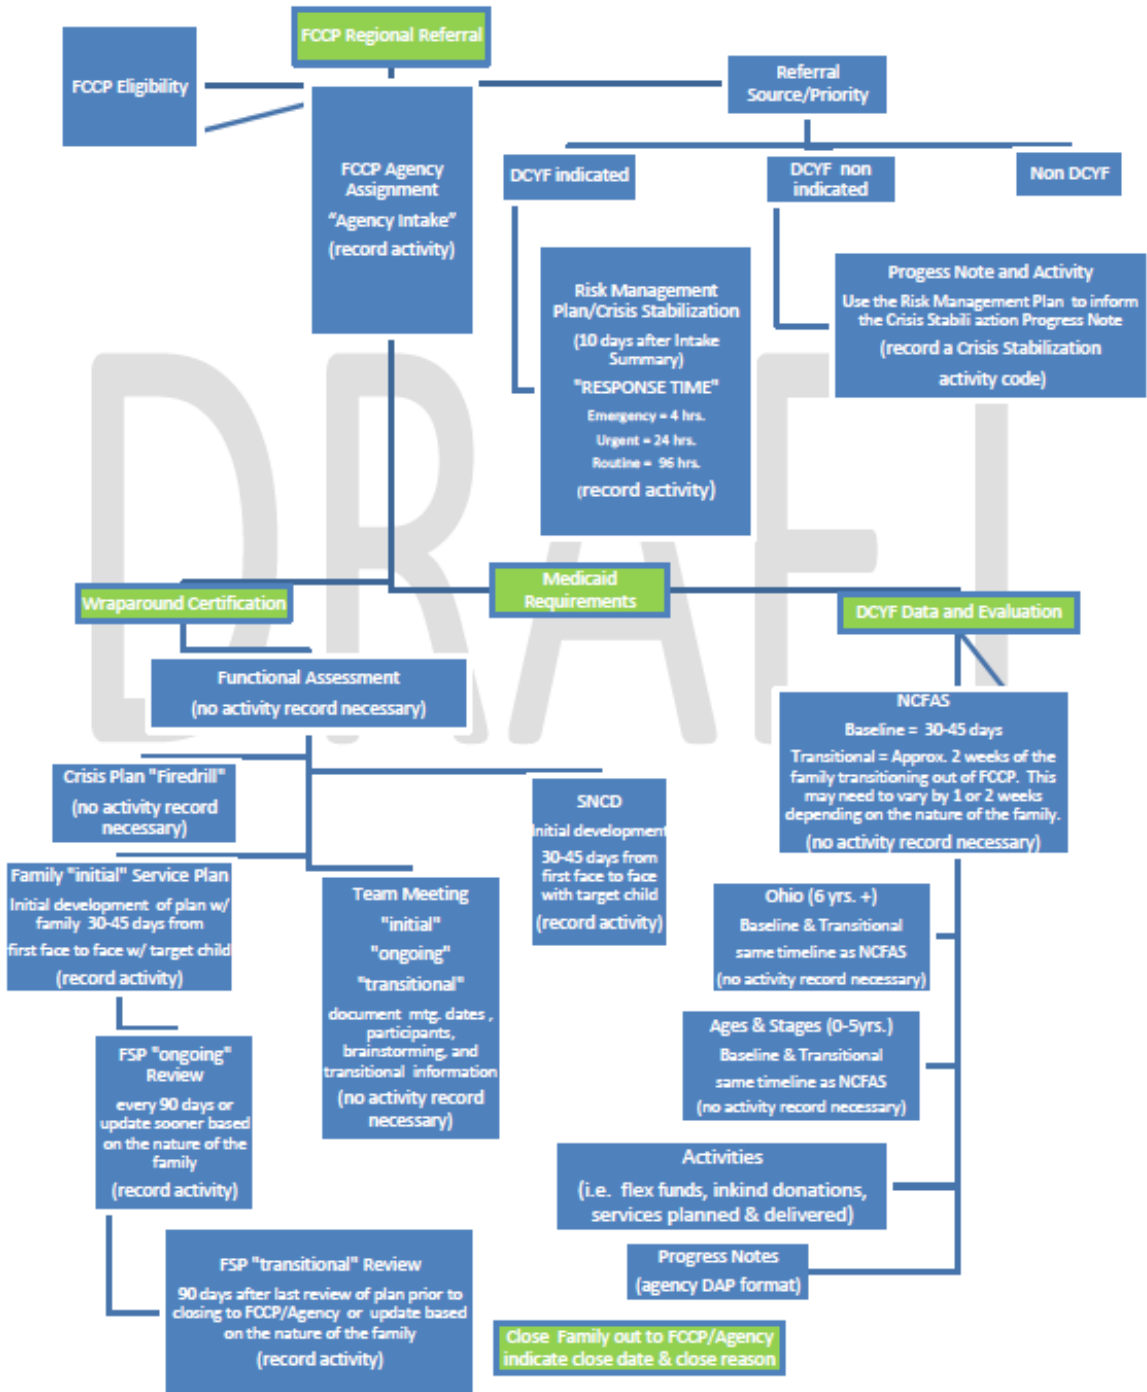 FCCP Regional Referral
FCCP Eligibility
Referral
Source/Priority
FCCP Agency
Assignment
“Agency Intake”
(record activity)
DCYF indicated
DCYF non
indicated
Non DCYF
Risk Management
Plan/Crisis Stabilization
(10 days after Intake
Summary)
"RESPONSE TIME"
Emergency = 4 hrs.
Urgent = 24 hrs.
Routine = 96 hrs.
(record activity)
Progess Note and Activity
Use the Risk Management Plan to inform
the Crisis Stabili action Progress Note
(record a Crisis Stabilization
activity code)
DRAFT
Wraparound Certification
Medicaid
Requirements
DCYF Data and Evaluation
Functional Assessment
(no activity record necessary)
Crisis Plan "Firedrill"
(no activity record
necessary)
SNCD
Initial development
30-45 days from
first face to face
with target child
(record activity)
NCFAS
Baseline = 30-45 days
Transitional = Approx. 2 weeks of the
family transitioning out of FCCP. This
may need to vary by 1 or 2 weeks
depending on the nature of the family.
(no activity record necessary)
Family "initial" Service Plan
Initial development of plan w/
family 30-45 days from
first face to face w/ target child
(record activity)
Team Meeting
"initial"
"ongoing"
"transitional"
document mtg. dates ,
participants,
brainstorming, and
transitional information
(no activity record
necessary)
Ohio (6 yrs. +)
Baseline & Transitional
same timeline as NCFAS
(no activity record necessary)
FSP "ongoing"
Review
every 90 days or
update sooner based
on the nature of the
family
(record activity)
Ages & Stages (0-5yrs.)
Baseline & Transitional
same timeline as NCFAS
(no activity record necessary)
Activities
(i.e. flex funds, inkind donations,
services planned & delivered)
FSP "transitional" Review
90 days after last review of plan prior to
closing to FCCP/Agency or update based
on the nature of the family
(record activity)
Progress Notes
(agency DAP format)
Close Family out to FCCP/Agency
indicate close date & close reason